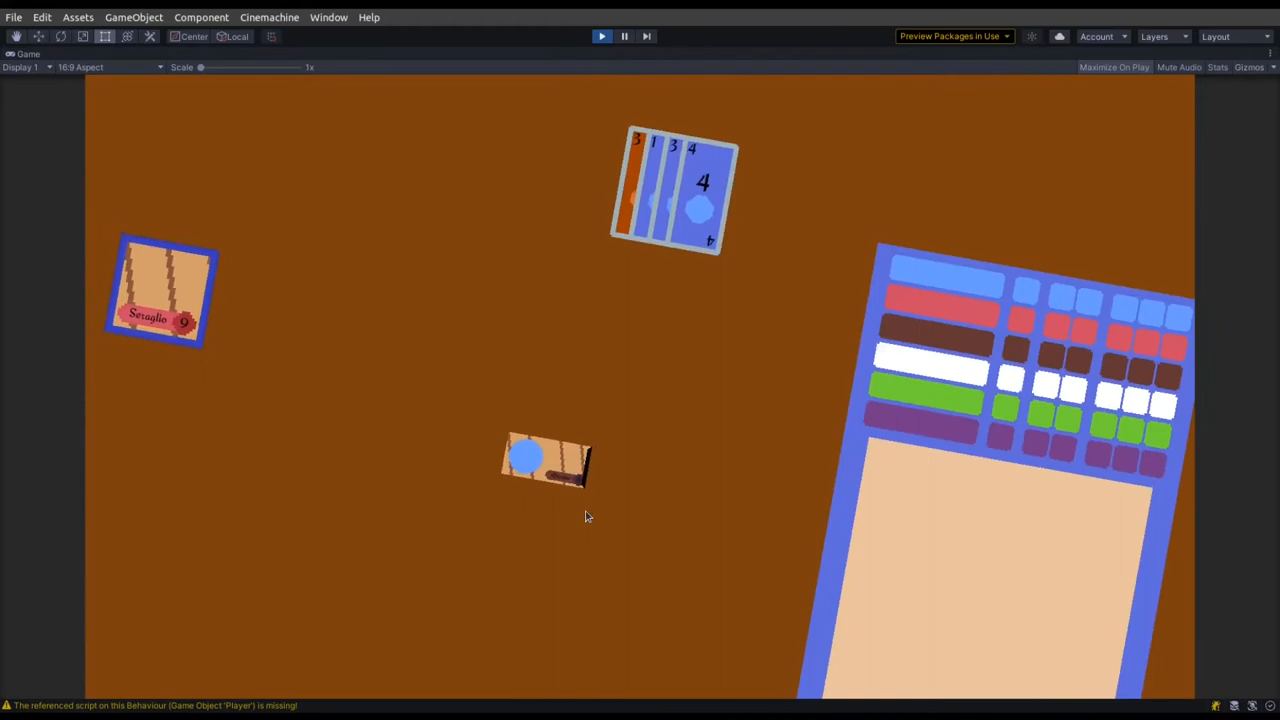 File Edit Assets GameObject Component Cinemachine Window Help
Center Local Preview Packages in Use Account Layers Layout
Game
Display 1 16:9 Aspect Scale 1x Maximize On Play Mute Audio Stats Gizmos
3 1 3 4
4
4
Seraglio 9
The referenced script on this Behaviour (Game Object 'Player') is missing!